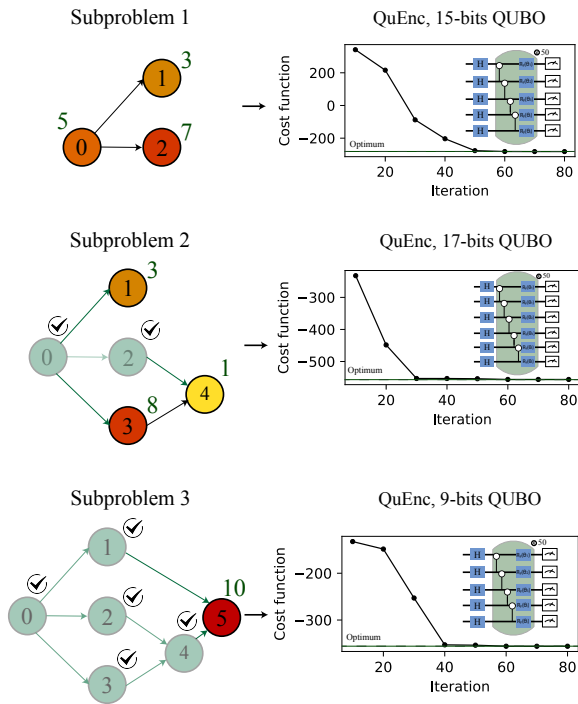 Subproblem 1
QuEnc, 15-bits QUBO
5
0
3
1
7
2
Cost function
200
0
−200
Optimum
H
H
H
H
H
50
20
40
60
80
Iteration
Subproblem 2
QuEnc, 17-bits QUBO
0
3
1
2
8
3
1
4
Cost function
−300
−400
−500
Optimum
H
H
H
H
H
H
50
20
40
60
80
Iteration
Subproblem 3
QuEnc, 9-bits QUBO
0
1
2
3
4
10
5
Cost function
−200
−300
Optimum
H
H
H
H
H
50
20
40
60
80
Iteration